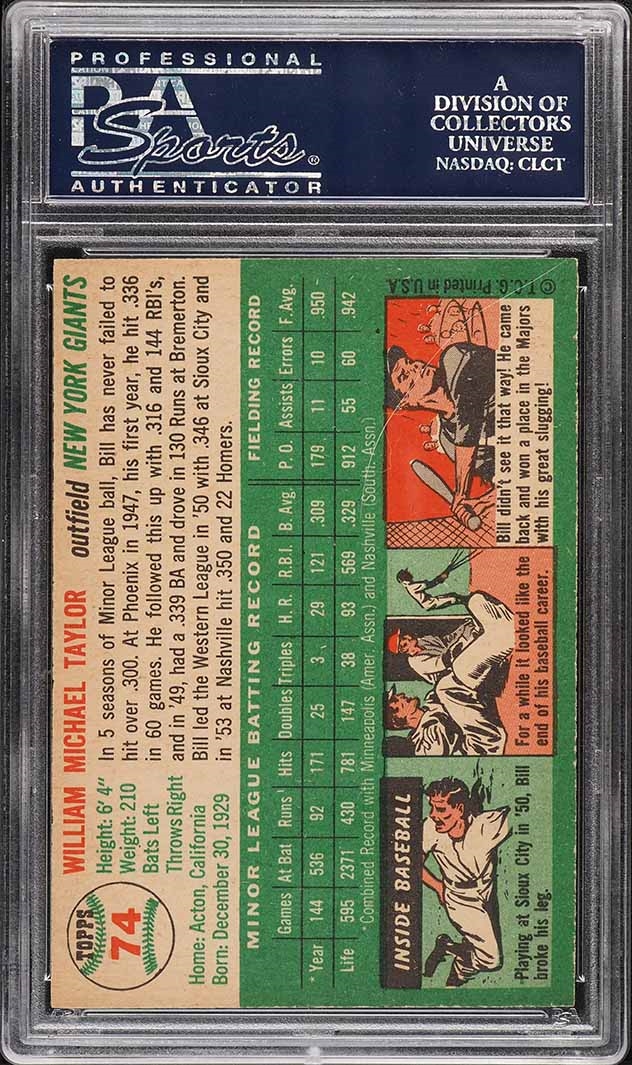 PROFESSIONAL
PSA
Sports®
AUTHENTICATOR
A
DIVISION OF
COLLECTORS
UNIVERSE
NASDAQ: CLCT
TOPPS
74
WILLIAM MICHAEL TAYLOR outfield NEW YORK GIANTS
Height: 6' 4"
Weight: 210
Bats Left
Throws Right
Home: Acton, California
Born: December 30, 1929
In 5 seasons of Minor League ball, Bill has never failed to
hit over .300. At Phoenix in 1947, his first year, he hit .336
in 60 games. He followed this up with .316 and 144 RBI's,
and in '49, had a .339 BA and drove in 130 Runs at Bremerton.
Bill led the Western League in '50 with .346 at Sioux City and
in '53 at Nashville hit .350 and 22 Homers.
MINOR LEAGUE BATTING RECORD FIELDING RECORD
Games At Bat Runs Hits Doubles Triples H.R. R.B.I. B. Avg. P. O. Assists Errors F. Avg.
* Year 144 536 92 171 25 3 29 121 .309 179 11 10 .950
Life 595 2371 430 781 147 38 93 569 .329 912 55 60 .942
*Combined Record with Minneapolis (Amer. Assn.) and Nashville (South. Assn.)
INSIDE BASEBALL
Playing at Sioux City in '50, Bill
broke his leg.
For a while it looked like the
end of his baseball career.
Bill didn't see it that way! He came
back and won a place in the Majors
with his great slugging!
© T.C.G. Printed in U.S.A